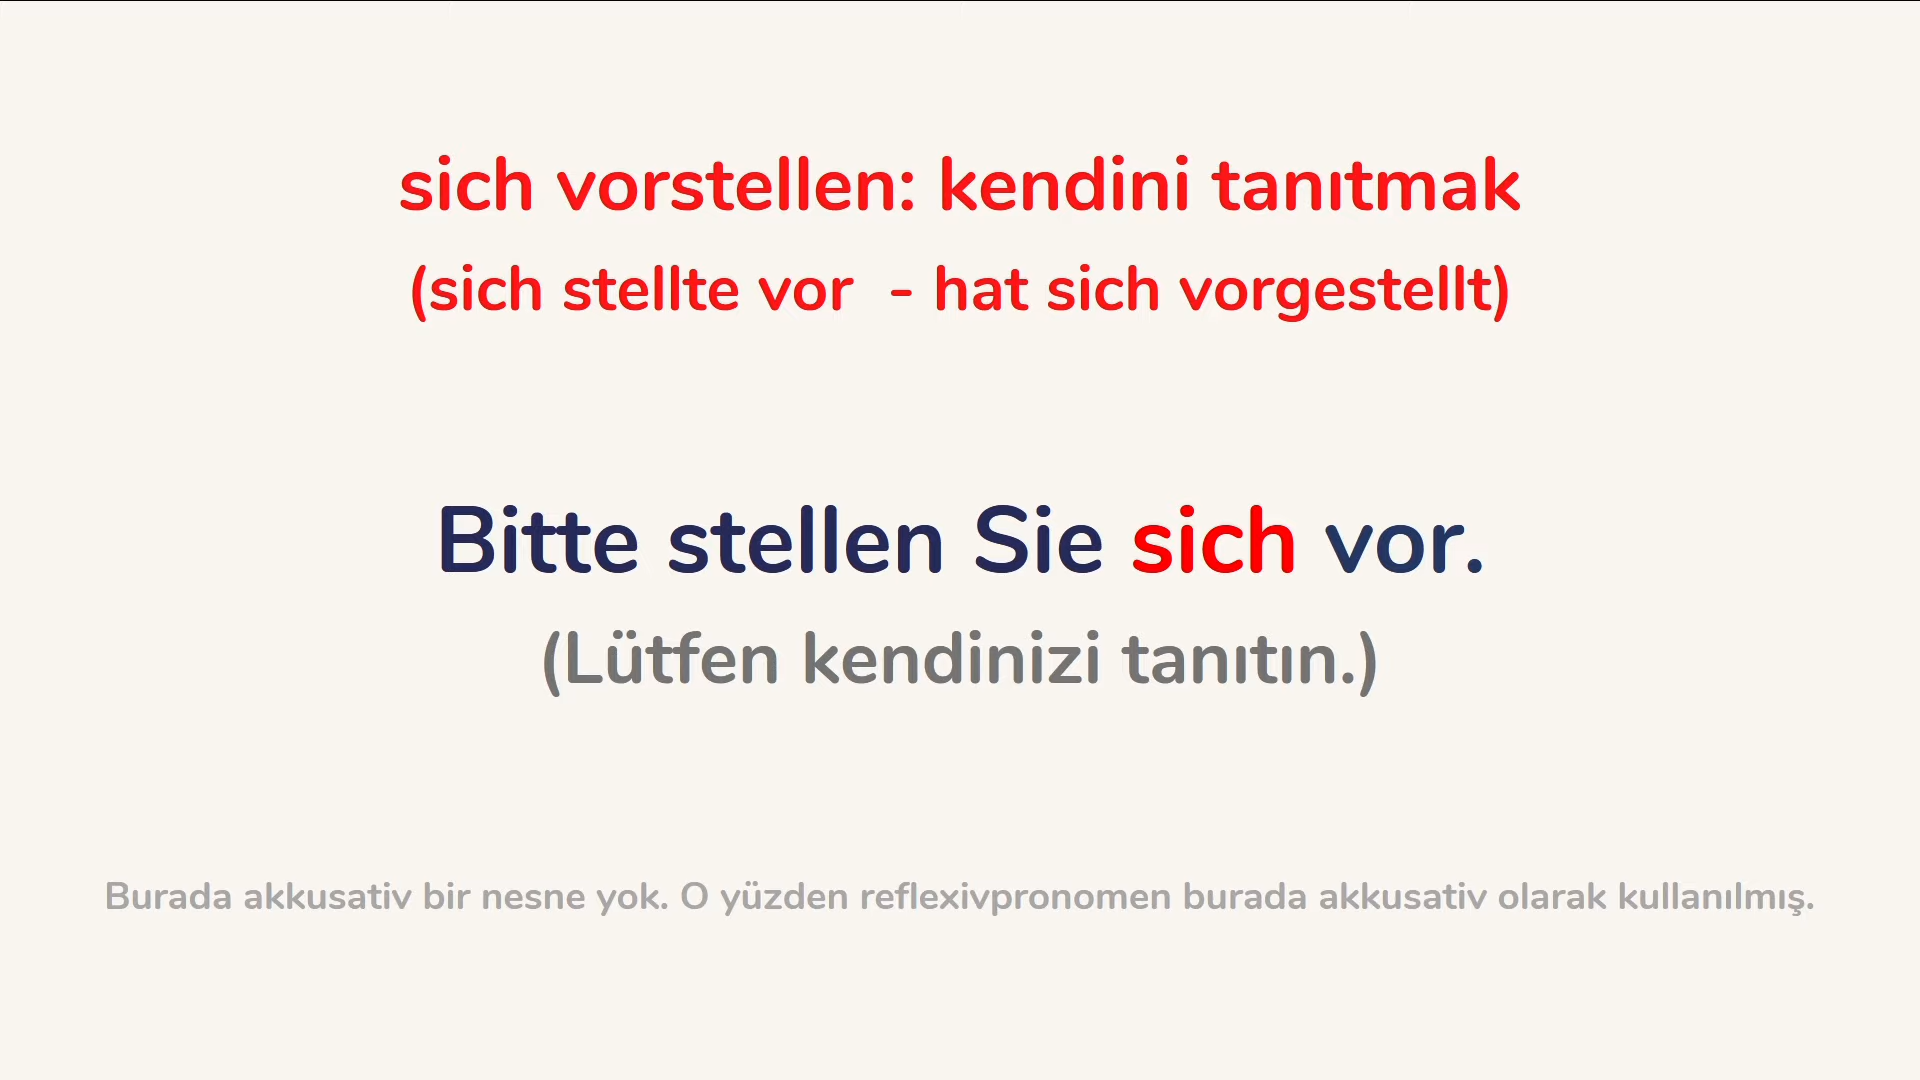 sich vorstellen: kendini tanıtmak
(sich stellte vor - hat sich vorgestellt)
Bitte stellen Sie sich vor.
(Lütfen kendinizi tanıtın.)
Burada akkusativ bir nesne yok. O yüzden reflexivpronomen burada akkusativ olarak kullanılmış.